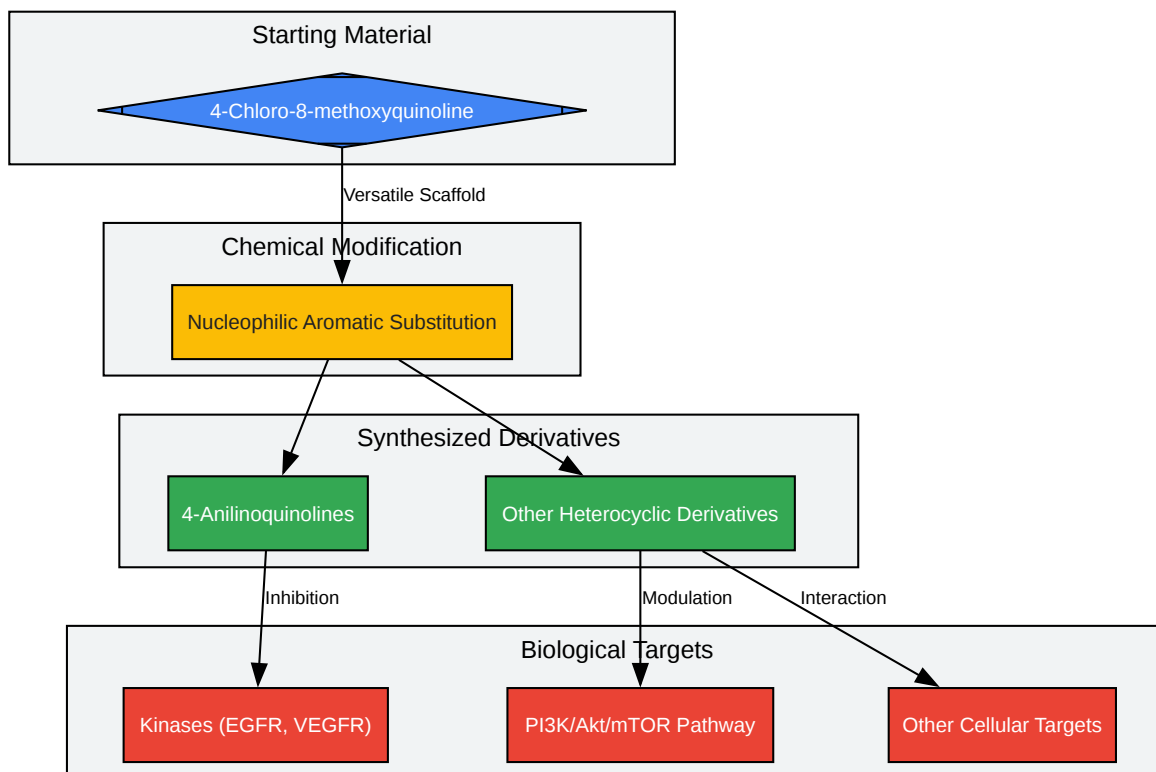 Starting Material
4-Chloro-8-methoxyquinoline
Versatile Scaffold
Chemical Modification
Nucleophilic Aromatic Substitution
Synthesized Derivatives
4-Anilinoquinolines
Other Heterocyclic Derivatives
Inhibition
Modulation
Interaction
Biological Targets
Kinases (EGFR, VEGFR)
PI3K/Akt/mTOR Pathway
Other Cellular Targets